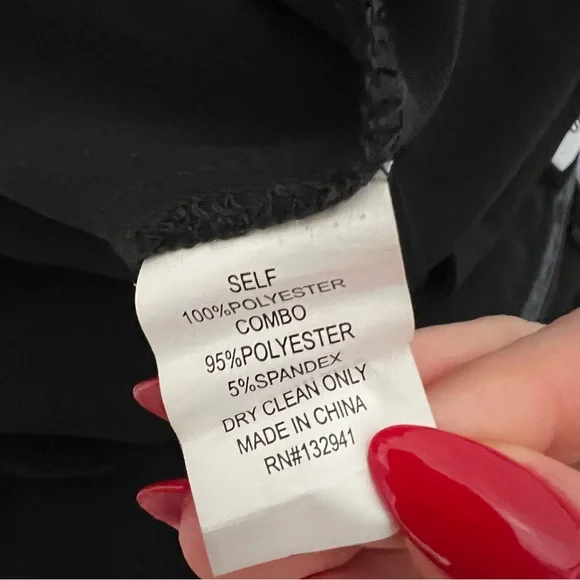 SELF
100%POLYESTER
COMBO
95%POLYESTER
5%SPANDEX
DRY CLEAN ONLY
MADE IN CHINA
RN#132941